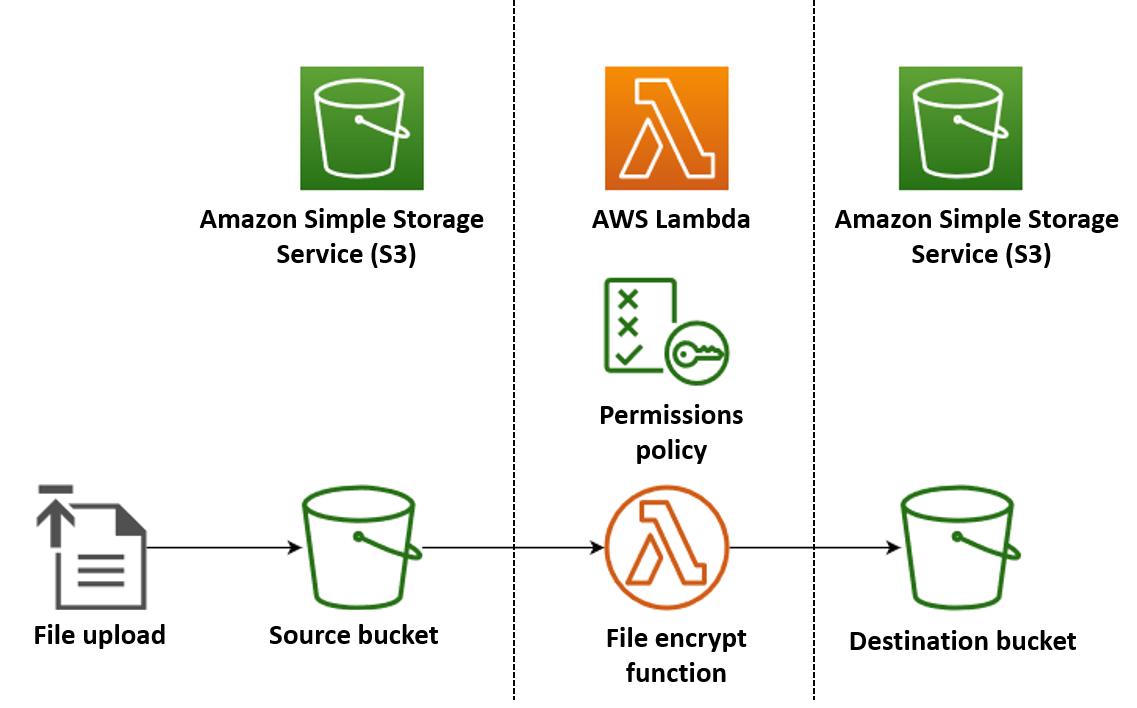 Amazon Simple Storage
Service (S3)
AWS Lambda
Amazon Simple Storage
Service (S3)
Permissions
policy
File upload
Source bucket
File encrypt
function
Destination bucket